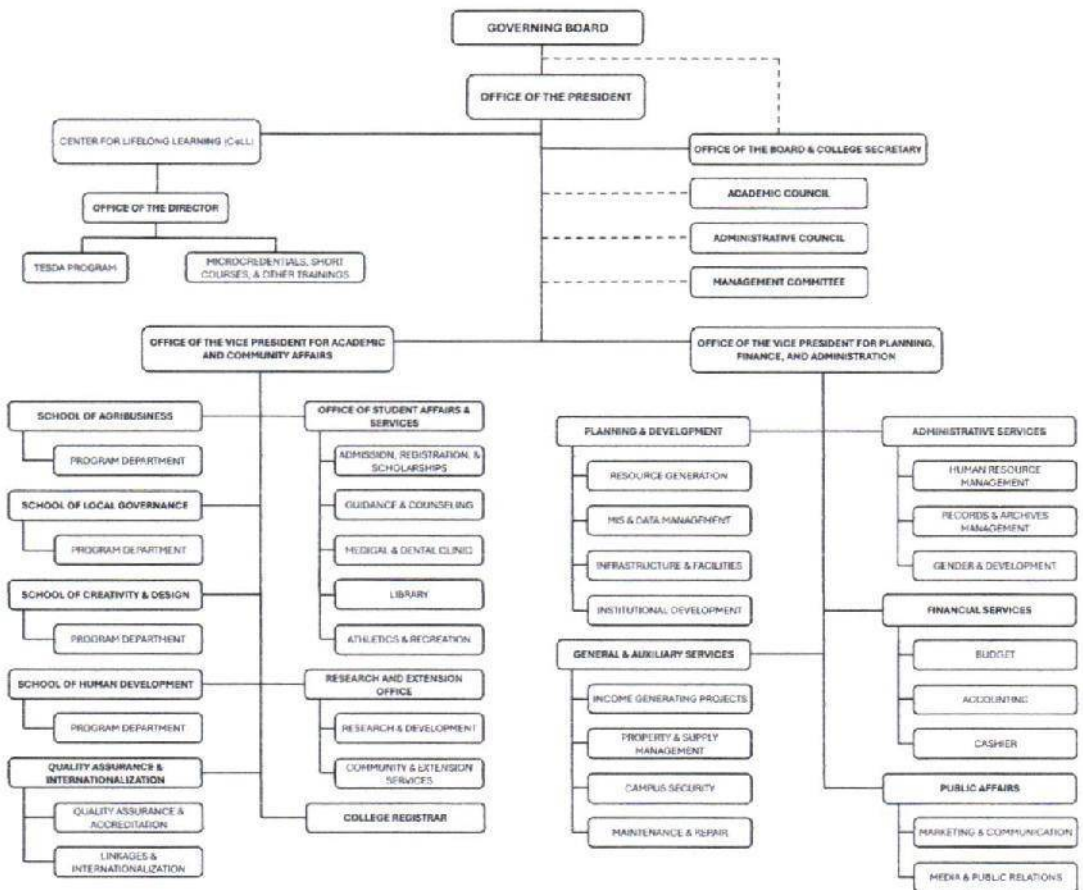 GOVERNING BOARD
OFFICE OF THE PRESIDENT
CENTER FOR LIFELONG LEARNING (CeLL)
OFFICE OF THE BOARD & COLLEGE SECRETARY
OFFICE OF THE DIRECTOR
ACADEMIC COUNCIL
ADMINISTRATIVE COUNCIL
TESDA PROGRAM
MICROCREDENTIALS, SHORT
COURSES, & OTHER TRAININGS
MANAGEMENT COMMITTEE
OFFICE OF THE VICE PRESIDENT FOR ACADEMIC
AND COMMUNITY AFFAIRS
OFFICE OF THE VICE PRESIDENT FOR PLANNING,
FINANCE, AND ADMINISTRATION
SCHOOL OF AGRIBUSINESS
PROGRAM DEPARTMENT
SCHOOL OF LOCAL GOVERNANCE
PROGRAM DEPARTMENT
SCHOOL OF CREATIVITY & DESIGN
PROGRAM DEPARTMENT
SCHOOL OF HUMAN DEVELOPMENT
PROGRAM DEPARTMENT
QUALITY ASSURANCE &
INTERNATIONALIZATION
QUALITY ASSURANCE &
ACCREDITATION
LINKAGES &
INTERNATIONALIZATION
OFFICE OF STUDENT AFFAIRS &
SERVICES
ADMISSION, REGISTRATION, &
SCHOLARSHIPS
GUIDANCE & COUNSELING
MEDICAL & DENTAL CLINIC
LIBRARY
ATHLETICS & RECREATION
RESEARCH AND EXTENSION
OFFICE
RESEARCH & DEVELOPMENT
COMMUNITY & EXTENSION
SERVICES
COLLEGE REGISTRAR
PLANNING & DEVELOPMENT
RESOURCE GENERATION
MIS & DATA MANAGEMENT
INFRASTRUCTURE & FACILITIES
INSTITUTIONAL DEVELOPMENT
GENERAL & AUXILIARY SERVICES
INCOME GENERATING PROJECTS
PROPERTY & SUPPLY
MANAGEMENT
CAMPUS SECURITY
MAINTENANCE & REPAIR
ADMINISTRATIVE SERVICES
HUMAN RESOURCE
MANAGEMENT
RECORDS & ARCHIVES
MANAGEMENT
GENDER & DEVELOPMENT
FINANCIAL SERVICES
BUDGET
ACCOUNTING
CASHIER
PUBLIC AFFAIRS
MARKETING & COMMUNICATION
MEDIA & PUBLIC RELATIONS